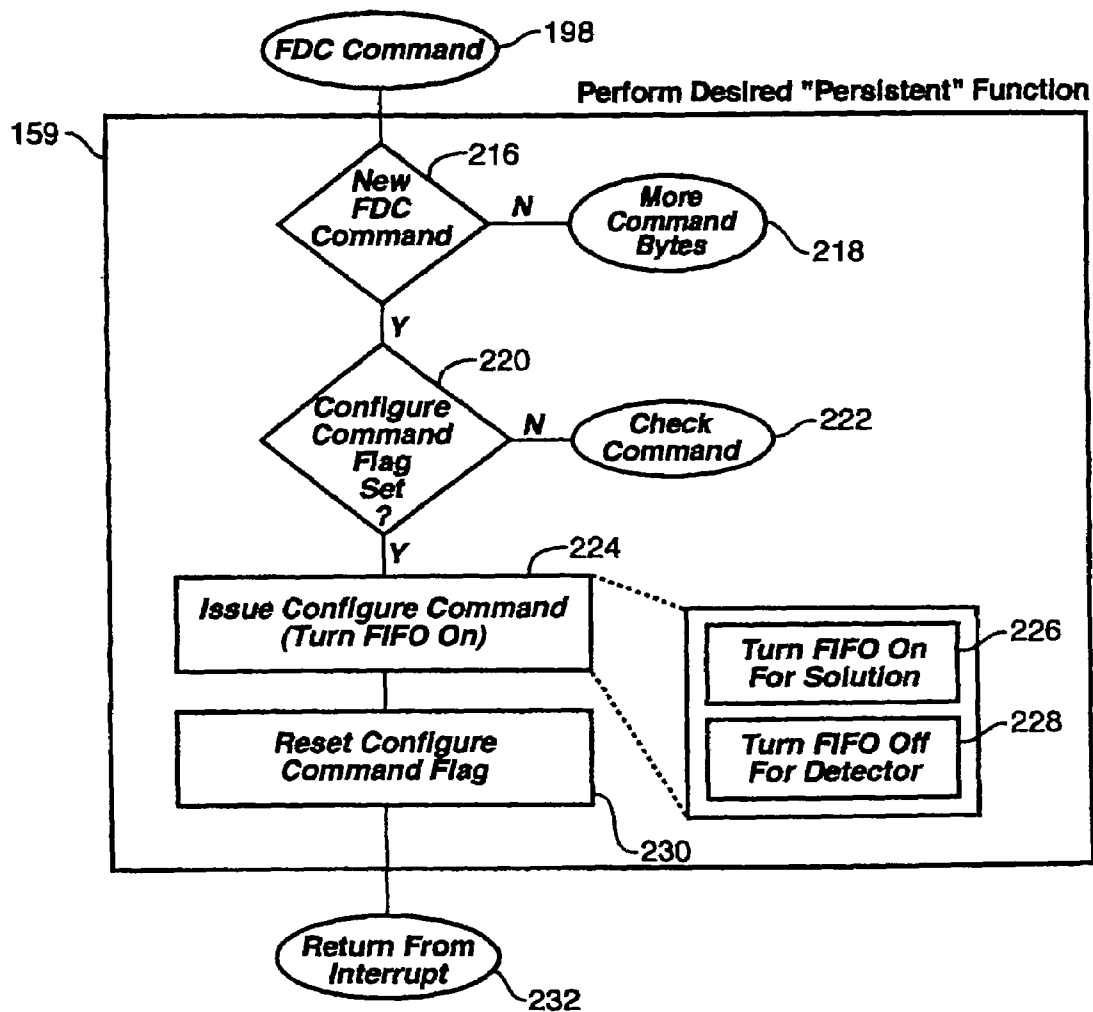 FDC Command
198
Perform Desired "Persistent" Function
159
216
New
FDC
Command
N
More
Command
Bytes
218
Y
220
Configure
Command
Flag
Set
?
N
Check
Command
222
Y
224
Issue Configure Command
(Turn FIFO On)
Turn FIFO On
For Solution
226
Turn FIFO Off
For Detector
228
Reset Configure
Command Flag
230
Return From
Interrupt
232